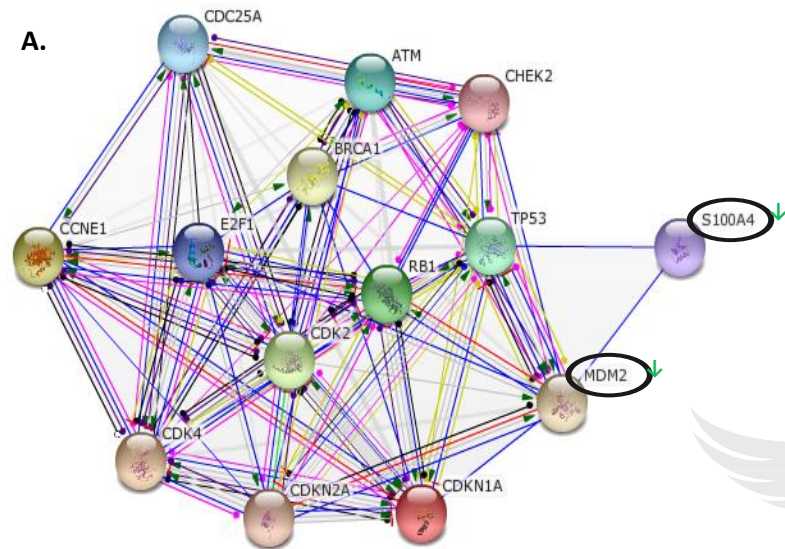 A.
CDC25A
ATM
CHEK2
BRCA1
TP53
S100A4
CCNE1
E2F1
RB1
CDK2
MDM2
CDK4
CDKN2A
CDKN1A